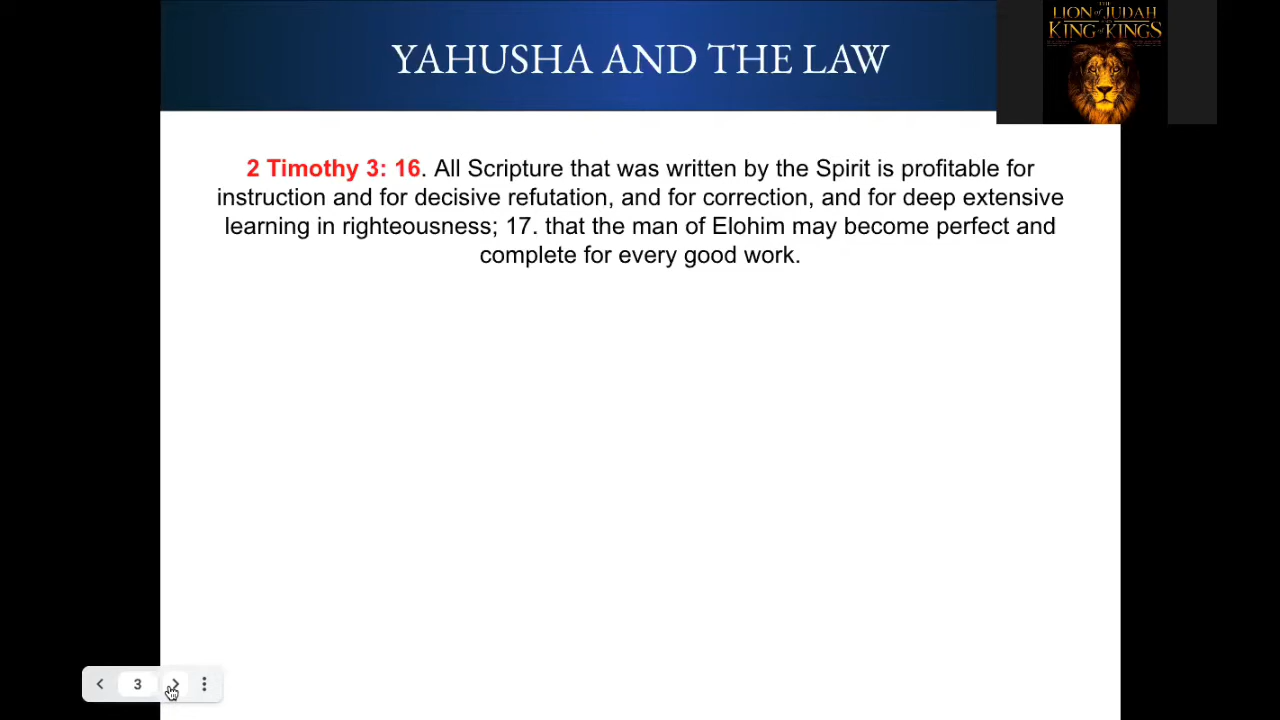 YAHUSHA AND THE LAW
THE
LION of JUDAH
KING of KINGS
2 Timothy 3: 16. All Scripture that was written by the Spirit is profitable for
instruction and for decisive refutation, and for correction, and for deep extensive
learning in righteousness; 17. that the man of Elohim may become perfect and
complete for every good work.
3